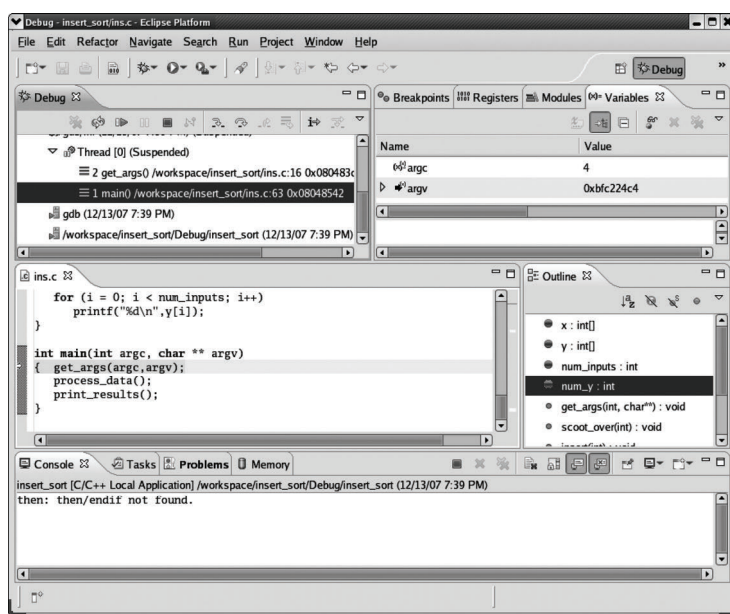 Debug - insert_sort/ins.c - Eclipse Platform
File Edit Refactor Navigate Search Run Project Window Help
Debug
Debug
Thread [0] (Suspended)
2 get_args() /workspace/insert_sort/ins.c:16 0x080483
1 main() /workspace/insert_sort/ins.c:63 0x08048542
gdb (12/13/07 7:39 PM)
/workspace/insert_sort/Debug/insert_sort (12/13/07 7:39 PM)
Breakpoints Registers Modules (x)= Variables
Name Value
argc 4
argv 0xbfc224c4
ins.c
for (i = 0; i < num_inputs; i++)
printf("%d\n",y[i]);
}
int main(int argc, char ** argv)
{ get_args(argc,argv);
process_data();
print_results();
}
Outline
x : int[]
y : int[]
num_inputs : int
num_y : int
get_args(int, char**) : void
scoot_over(int) : void
Console Tasks Problems Memory
insert_sort [C/C++ Local Application] /workspace/insert_sort/Debug/insert_sort (12/13/07 7:39 PM)
then: then/endif not found.